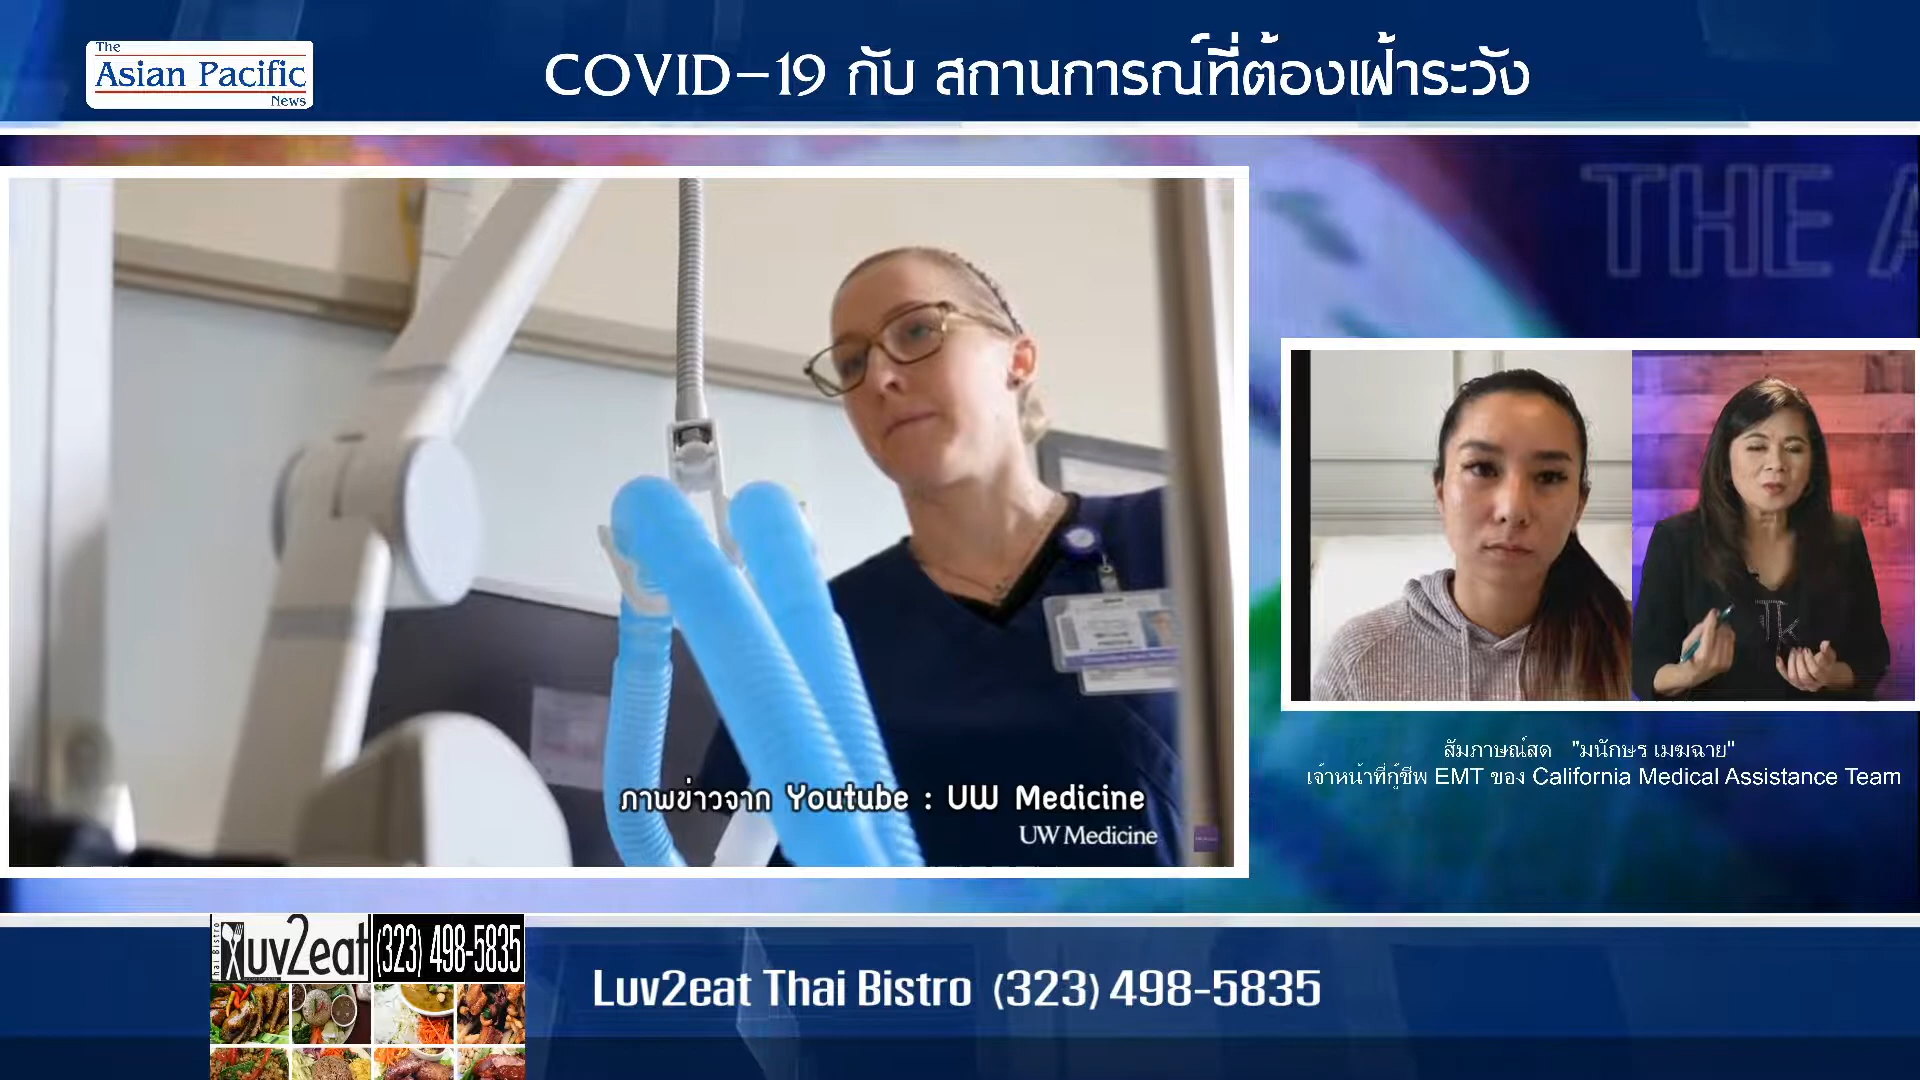 The
Asian Pacific
News
COVID-19 กับ สถานการณ์ที่ต้องเฝ้าระวัง
THE A
ภาพข่าวจาก Youtube : UW Medicine
UW Medicine
TK
สัมภาษณ์สด "มนักษร เมฆฉาย"
เจ้าหน้าที่กู้ชีพ EMT ของ California Medical Assistance Team
Luv2eat
Thai Bistro
(323) 498-5835
Luv2eat Thai Bistro (323) 498-5835